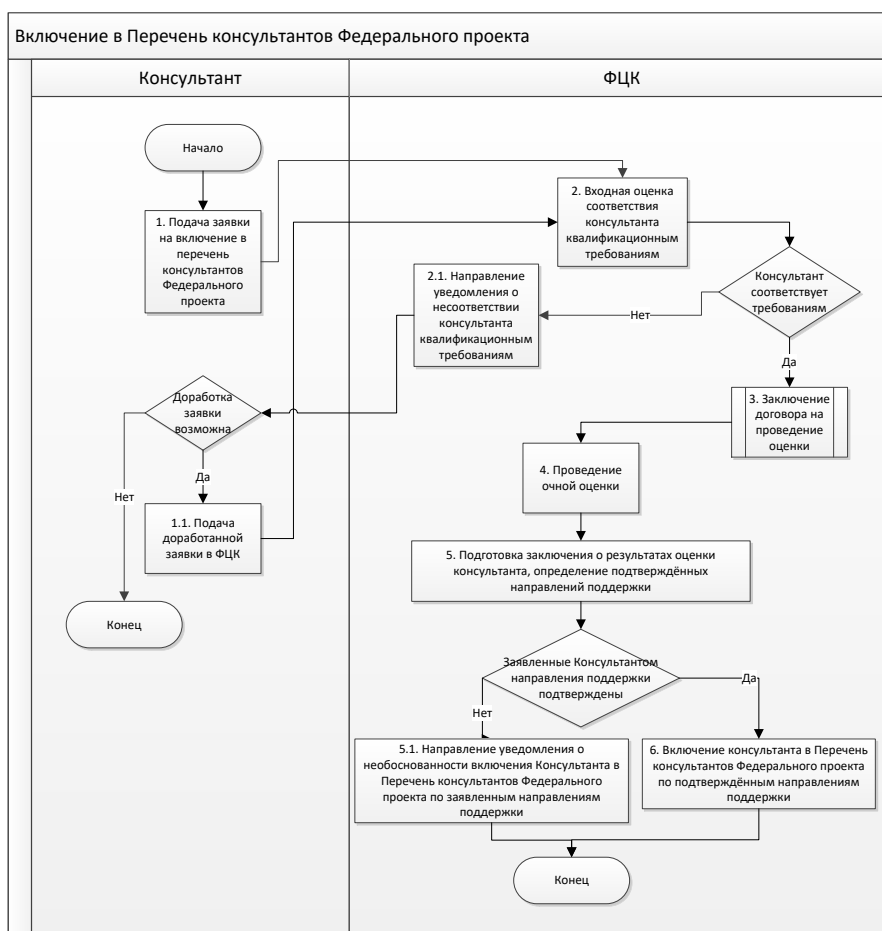 Включение в Перечень консультантов Федерального проекта
Консультант
ФЦК
Начало
1. Подача заявки
на включение в
перечень
консультантов
Федерального
проекта
2. Входная оценка
соответствия
консультанта
квалификационным
требованиям
Консультант
соответствует
требованиям
2.1. Направление
уведомления о
несоответствии
консультанта
квалификационным
требованиям
Нет
Да
3. Заключение
договора на
проведение
оценки
Доработка
заявки
возможна
4. Проведение
очной оценки
Да
Нет
1.1. Подача
доработанной
заявки в ФЦК
5. Подготовка заключения о результатах оценки
консультанта, определение подтверждённых
направлений поддержки
Конец
Заявленные Консультантом
направления поддержки
подтверждены
Да
Нет
5.1. Направление уведомления о
необоснованности включения Консультанта в
Перечень консультантов Федерального
проекта по заявленным направлениям
поддержки
6. Включение консультанта в Перечень
консультантов Федерального проекта
по подтверждённым направлениям
поддержки
Конец